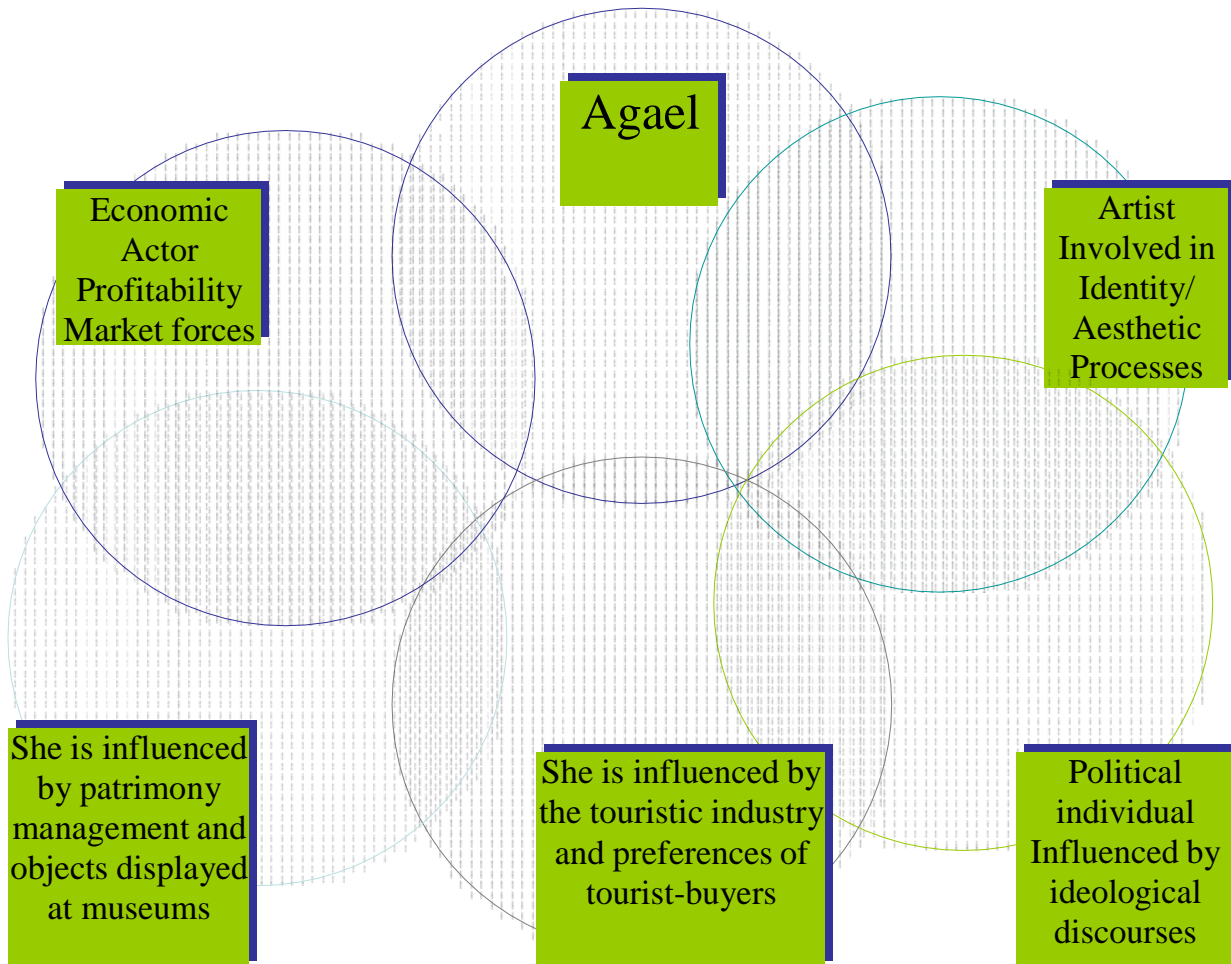 Agael
Economic
Actor
Profitability
Market forces
Artist
Involved in
Identity/
Aesthetic
Processes
She is influenced
by patrimony
management and
objects displayed
at museums
She is influenced by
the touristic industry
and preferences of
tourist-buyers
Political
individual
Influenced by
ideological
discourses